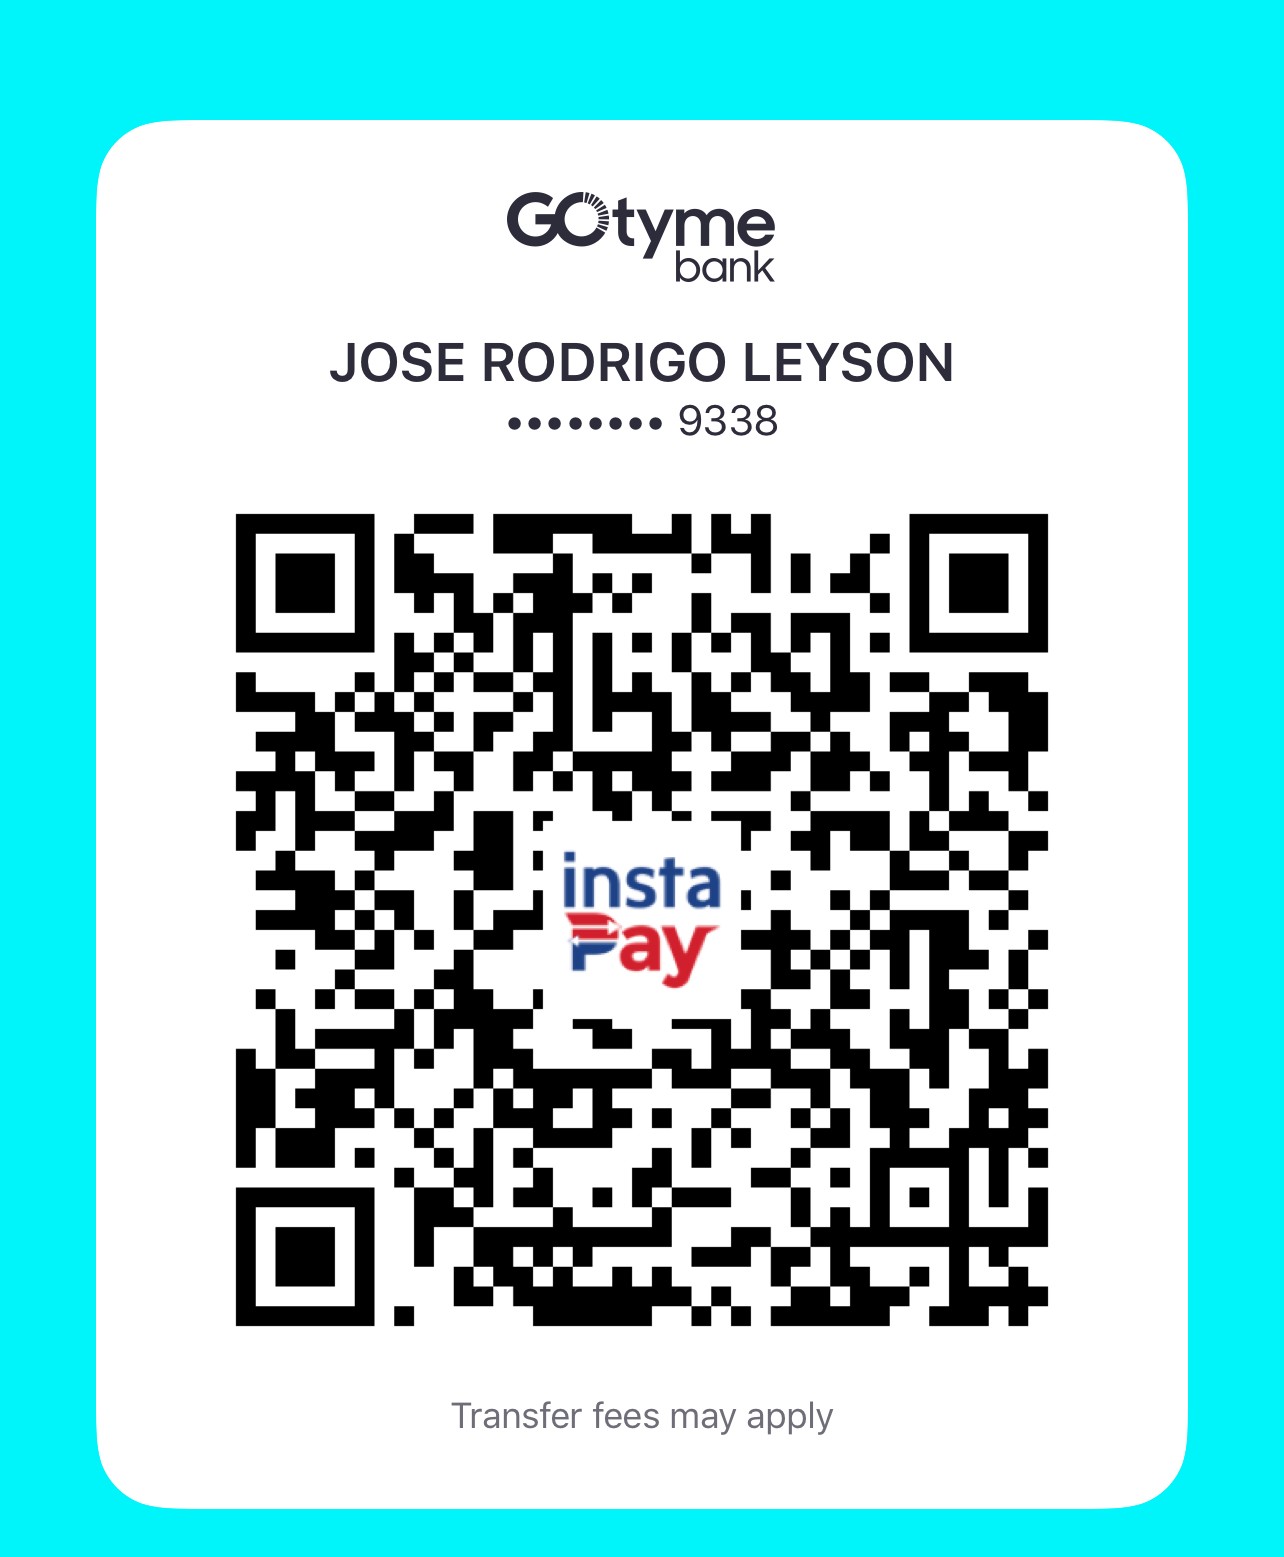 GOtyme
bank
JOSE RODRIGO LEYSON
•••••••• 9338
insta
Pay
Transfer fees may apply